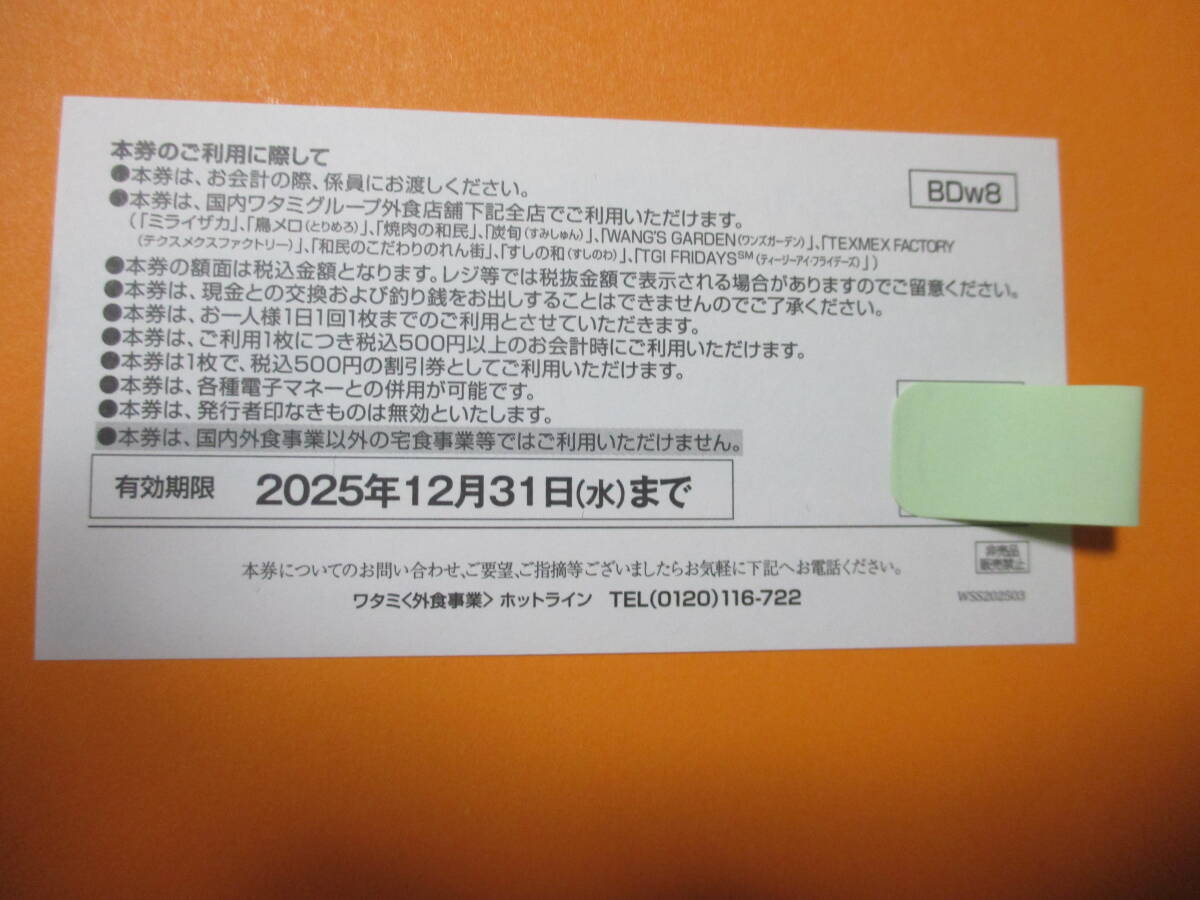 本券のご利用に際して
●本券は、お会計の際、係員にお渡しください。
BDw8
●本券は、国内ワタミグループ外食店舗下記全店でご利用いただけます。
(「ミライザカ」、「鳥メロ(とりめろ)」、「焼肉の和民」、「炭旬(すみしゅん)」、「WANG'S GARDEN(ワンズガーデン)」、「TEXMEX FACTORY
(テクスメクスファクトリー)」、「和民のこだわりのれん街」、「すしの和(すしのわ)」、「TGI FRIDAYS℠(ティージーアイ・フライデーズ)」)
●本券の額面は税込金額となります。レジ等では税抜金額で表示される場合がありますのでご留意ください。
●本券は、現金との交換および釣り銭をお出しすることはできませんのでご了承ください。
●本券は、お一人様1日1回1枚までのご利用とさせていただきます。
●本券は、ご利用1枚につき税込500円以上のお会計時にご利用いただけます。
●本券は1枚で、税込500円の割引券としてご利用いただけます。
●本券は、各種電子マネーとの併用が可能です。
●本券は、発行者印なきものは無効といたします。
●本券は、国内外食事業以外の宅食事業等ではご利用いただけません。
有効期限 2025年12月31日(水)まで
非売品
販売禁止
本券についてのお問い合わせ、ご要望、ご指摘等ございましたらお気軽に下記へお電話ください。
ワタミ<外食事業> ホットライン TEL(0120)116-722
WSS202503